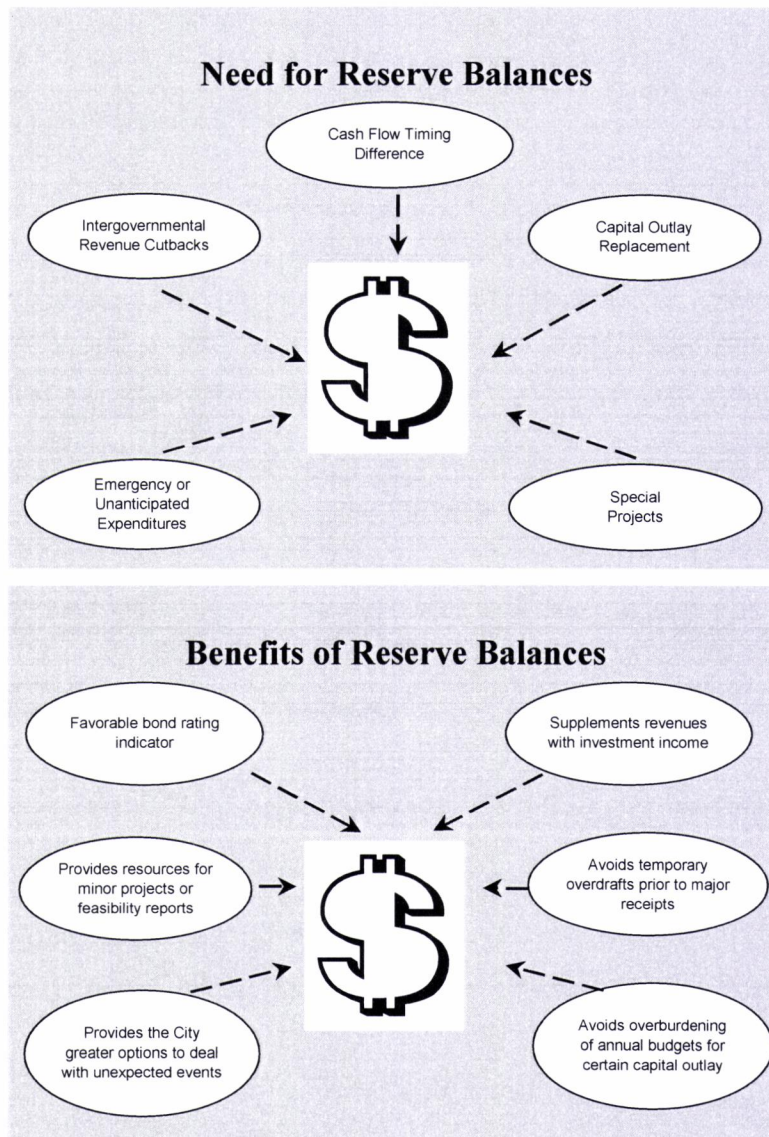 Need for Reserve Balances
Cash Flow Timing
Difference
Intergovernmental
Revenue Cutbacks
Capital Outlay
Replacement
Emergency or
Unanticipated
Expenditures
Special
Projects
Benefits of Reserve Balances
Favorable bond rating
indicator
Supplements revenues
with investment income
Provides resources for
minor projects or
feasibility reports
Avoids temporary
overdrafts prior to major
receipts
Provides the City
greater options to deal
with unexpected events
Avoids overburdening
of annual budgets for
certain capital outlay